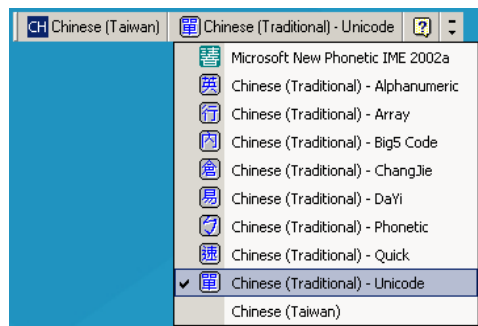 CH Chinese (Taiwan) 單 Chinese (Traditional) - Unicode ?
Microsoft New Phonetic IME 2002a
英 Chinese (Traditional) - Alphanumeric
行 Chinese (Traditional) - Array
內 Chinese (Traditional) - Big5 Code
倉 Chinese (Traditional) - ChangJie
易 Chinese (Traditional) - DaYi
ㄅ Chinese (Traditional) - Phonetic
速 Chinese (Traditional) - Quick
單 Chinese (Traditional) - Unicode
Chinese (Taiwan)